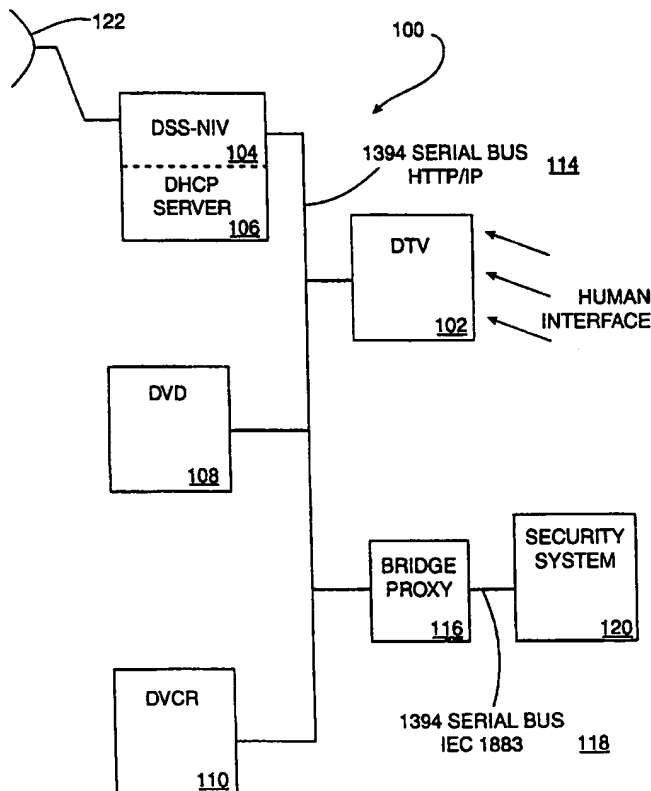 122
100
DSS-NIV
104
DHCP
SERVER
106
1394 SERIAL BUS
HTTP/IP
114
DTV
102
HUMAN
INTERFACE
DVD
108
BRIDGE
PROXY
116
SECURITY
SYSTEM
120
DVCR
110
1394 SERIAL BUS
IEC 1883
118